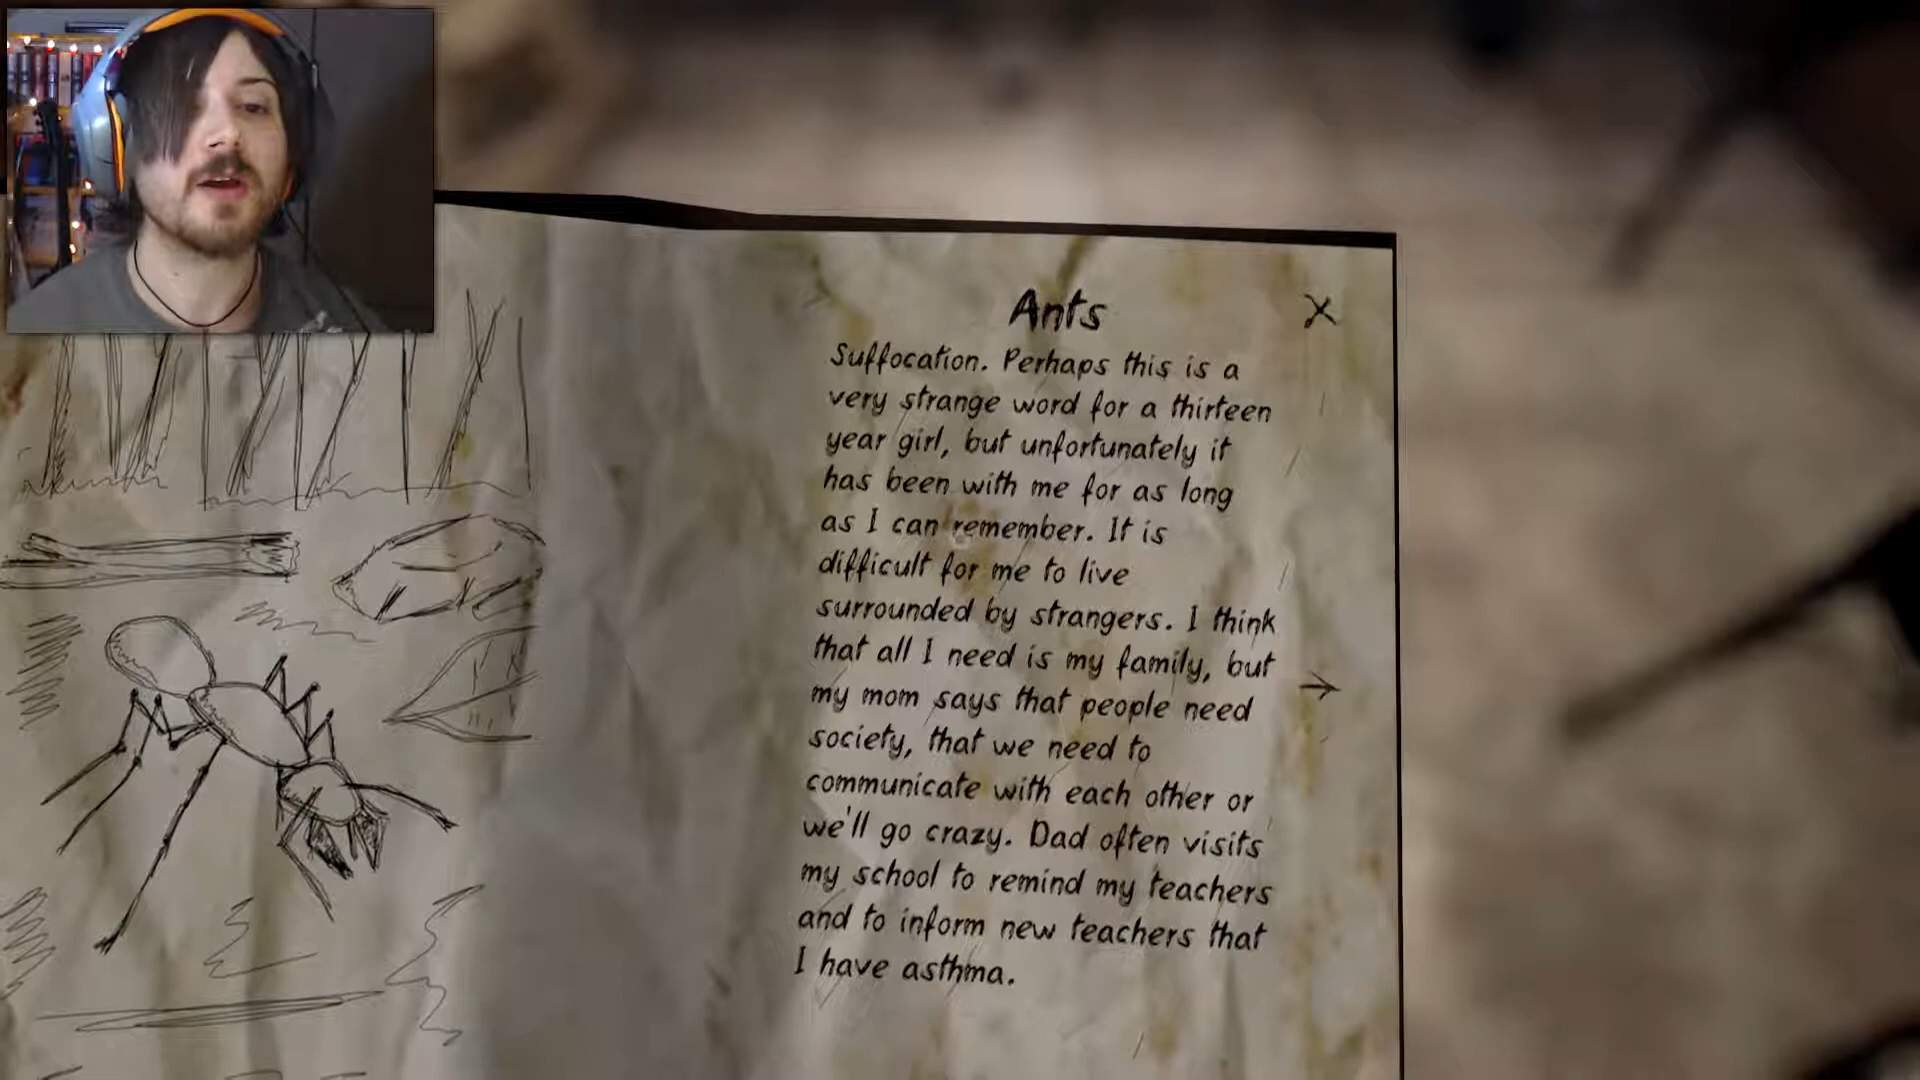 Ants
Suffocation. Perhaps this is a
very strange word for a thirteen
year girl, but unfortunately it
has been with me for as long
as I can remember. It is
difficult for me to live
surrounded by strangers. I think
that all I need is my family, but
my mom says that people need
society, that we need to
communicate with each other or
we'll go crazy. Dad often visits
my school to remind my teachers
and to inform new teachers that
I have asthma.